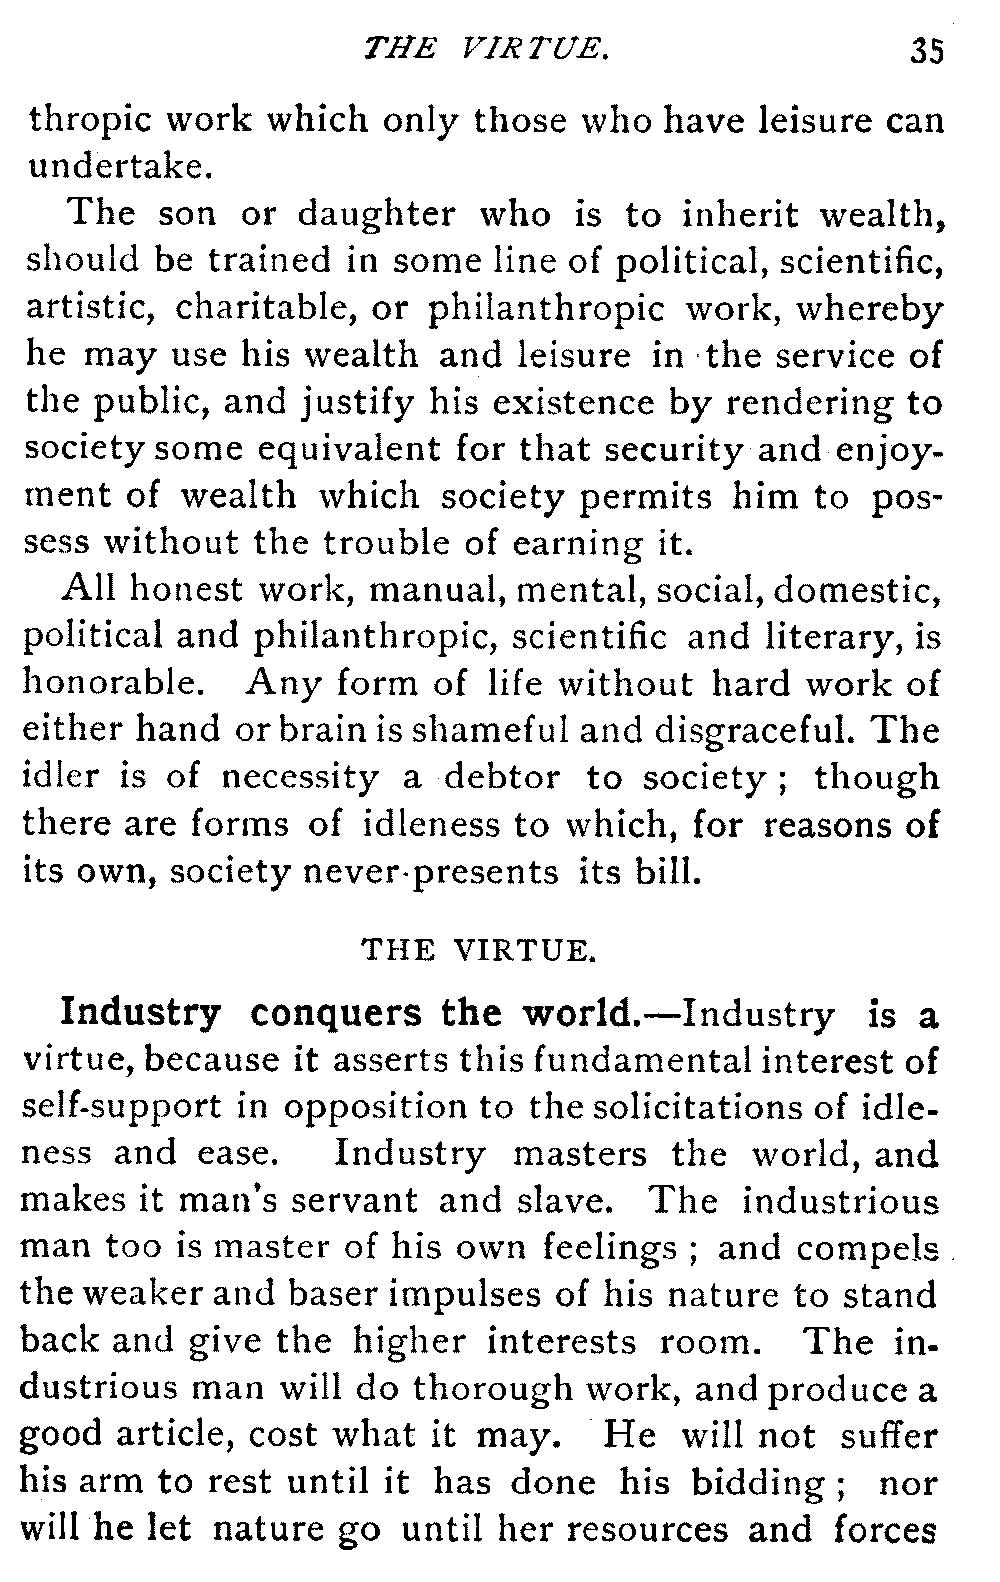 THE VIRTUE. 35
thropic work which only those who have leisure can
undertake.
The son or daughter who is to inherit wealth,
should be trained in some line of political, scientific,
artistic, charitable, or philanthropic work, whereby
he may use his wealth and leisure in the service of
the public, and justify his existence by rendering to
society some equivalent for that security and enjoy-
ment of wealth which society permits him to pos-
sess without the trouble of earning it.
All honest work, manual, mental, social, domestic,
political and philanthropic, scientific and literary, is
honorable. Any form of life without hard work of
either hand or brain is shameful and disgraceful. The
idler is of necessity a debtor to society ; though
there are forms of idleness to which, for reasons of
its own, society never presents its bill.
THE VIRTUE.
Industry conquers the world.—Industry is a
virtue, because it asserts this fundamental interest of
self-support in opposition to the solicitations of idle-
ness and ease. Industry masters the world, and
makes it man's servant and slave. The industrious
man too is master of his own feelings ; and compels
the weaker and baser impulses of his nature to stand
back and give the higher interests room. The in-
dustrious man will do thorough work, and produce a
good article, cost what it may. He will not suffer
his arm to rest until it has done his bidding ; nor
will he let nature go until her resources and forces